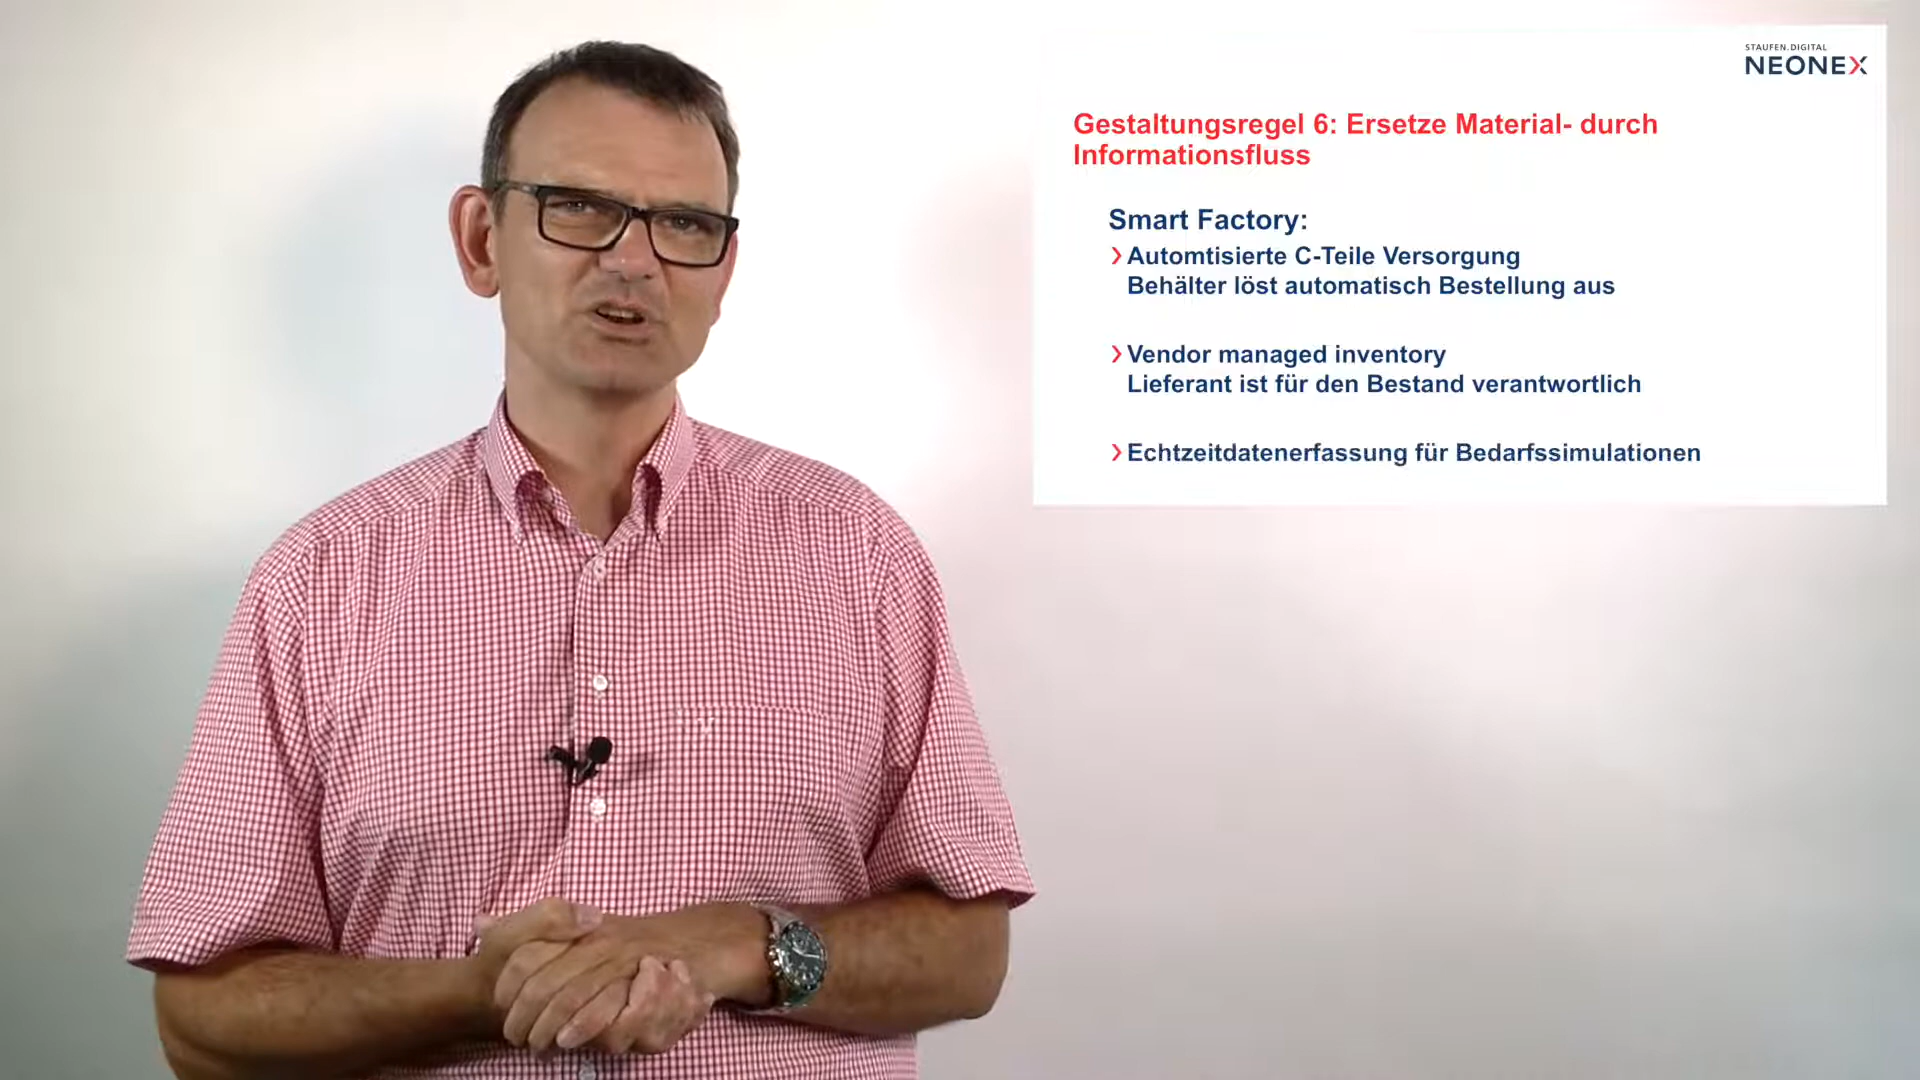 STAUFEN.DIGITAL
NEONEX
Gestaltungsregel 6: Ersetze Material- durch
Informationsfluss
Smart Factory:
Automtisierte C-Teile Versorgung
Behälter löst automatisch Bestellung aus
Vendor managed inventory
Lieferant ist für den Bestand verantwortlich
Echtzeitdatenerfassung für Bedarfssimulationen